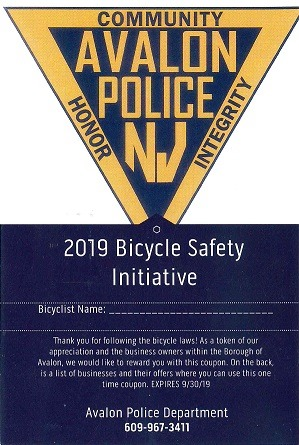 COMMUNITY
AVALON
POLICE
NJ
HONOR
INTEGRITY
2019 Bicycle Safety
Initiative
Bicyclist Name: ____________________________
Thank you for following the bicycle laws! As a token of our
appreciation and the business owners within the Borough of
Avalon, we would like to reward you with this coupon. On the back,
is a list of businesses and their offers where you can use this one
time coupon. EXPIRES 9/30/19
Avalon Police Department
609-967-3411